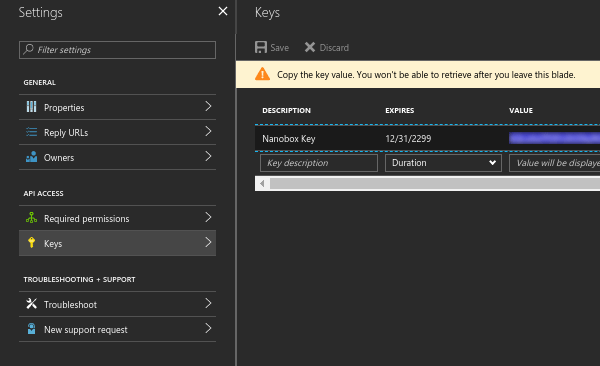 Settings
Filter settings
GENERAL
Properties
Reply URLs
Owners
API ACCESS
Required permissions
Keys
TROUBLESHOOTING + SUPPORT
Troubleshoot
New support request
Keys
Save Discard
Copy the key value. You won't be able to retrieve after you leave this blade.
DESCRIPTION EXPIRES VALUE
Nanobox Key 12/31/2299
Key description Duration Value will be displaye